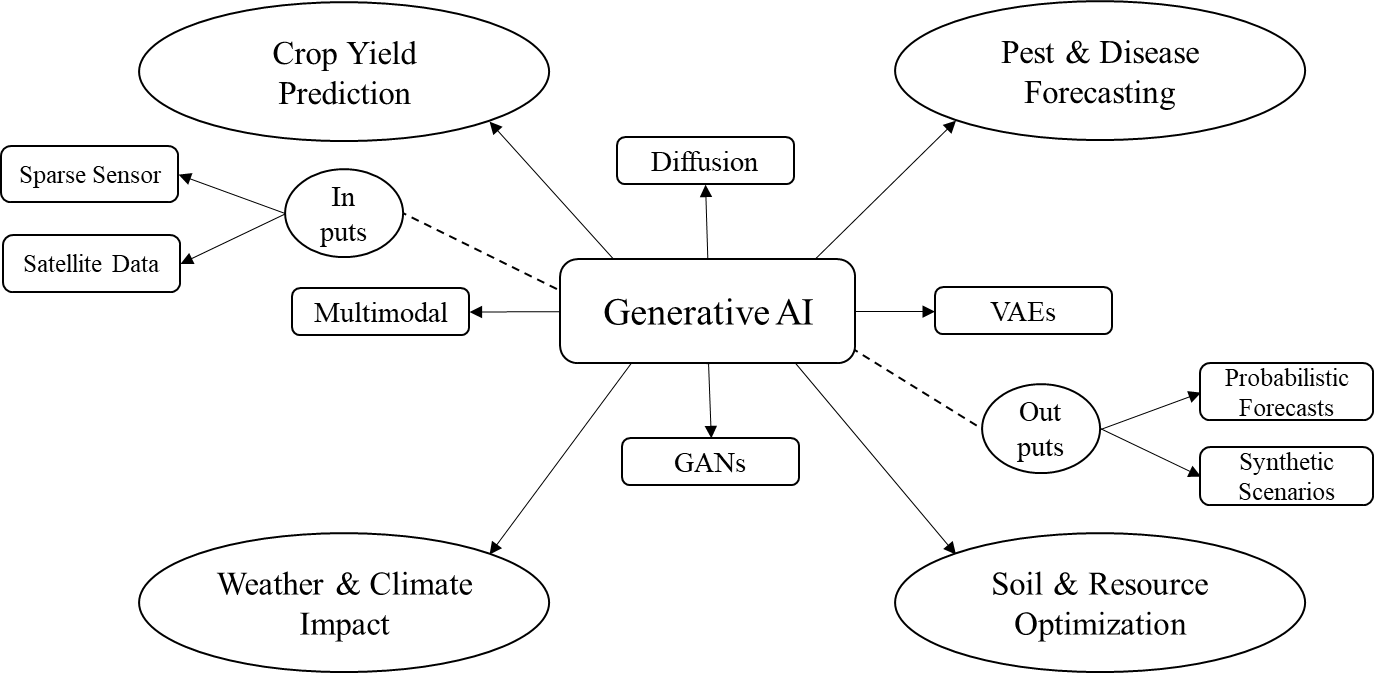 Crop Yield
Prediction
Pest & Disease
Forecasting
Diffusion
Sparse Sensor
In
puts
Satellite Data
Multimodal
Generative AI
VAEs
Probabilistic
Forecasts
Out
puts
GANs
Synthetic
Scenarios
Weather & Climate
Impact
Soil & Resource
Optimization